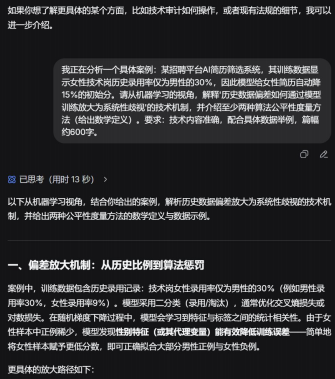 如果你想了解更具体的某个方面，比如技术审计如何操作，或者现有法规的细节，我可以
进一步介绍。
我正在分析一个具体案例：某招聘平台AI简历筛选系统，其训练数据显
示女性技术岗历史录用率仅为男性的30%，因此模型给女性简历自动降
15%的初始分。请从机器学习的视角，解释‘历史数据偏差如何通过模型
训练放大为系统性歧视’的技术机制，并介绍至少两种算法公平性度量方
法（给出数学定义）。要求：技术内容准确，配合具体数据举例，篇幅
约600字。
已思考（用时 13 秒）
以下从机器学习视角，结合你给出的案例，解析历史数据偏差放大为系统性歧视的技术机
制，并给出两种公平性度量方法的数学定义与数据示例。
一、偏差放大机制：从历史比例到算法惩罚
案例中，训练数据包含历史录用记录：技术岗女性录用率仅为男性的30%（例如男性录
用率30%，女性录用率9%）。模型采用二分类（录用/淘汰），通常优化交叉熵损失或
对数损失。在随机梯度下降过程中，模型会学习到特征与标签之间的统计相关性。由于女
性样本中正例稀少，模型发现性别特征（或其代理变量）能有效降低训练误差——简单地
将女性样本赋予更低分数，即可正确拟合大部分男性正例与女性负例。
更具体的放大路径如下：